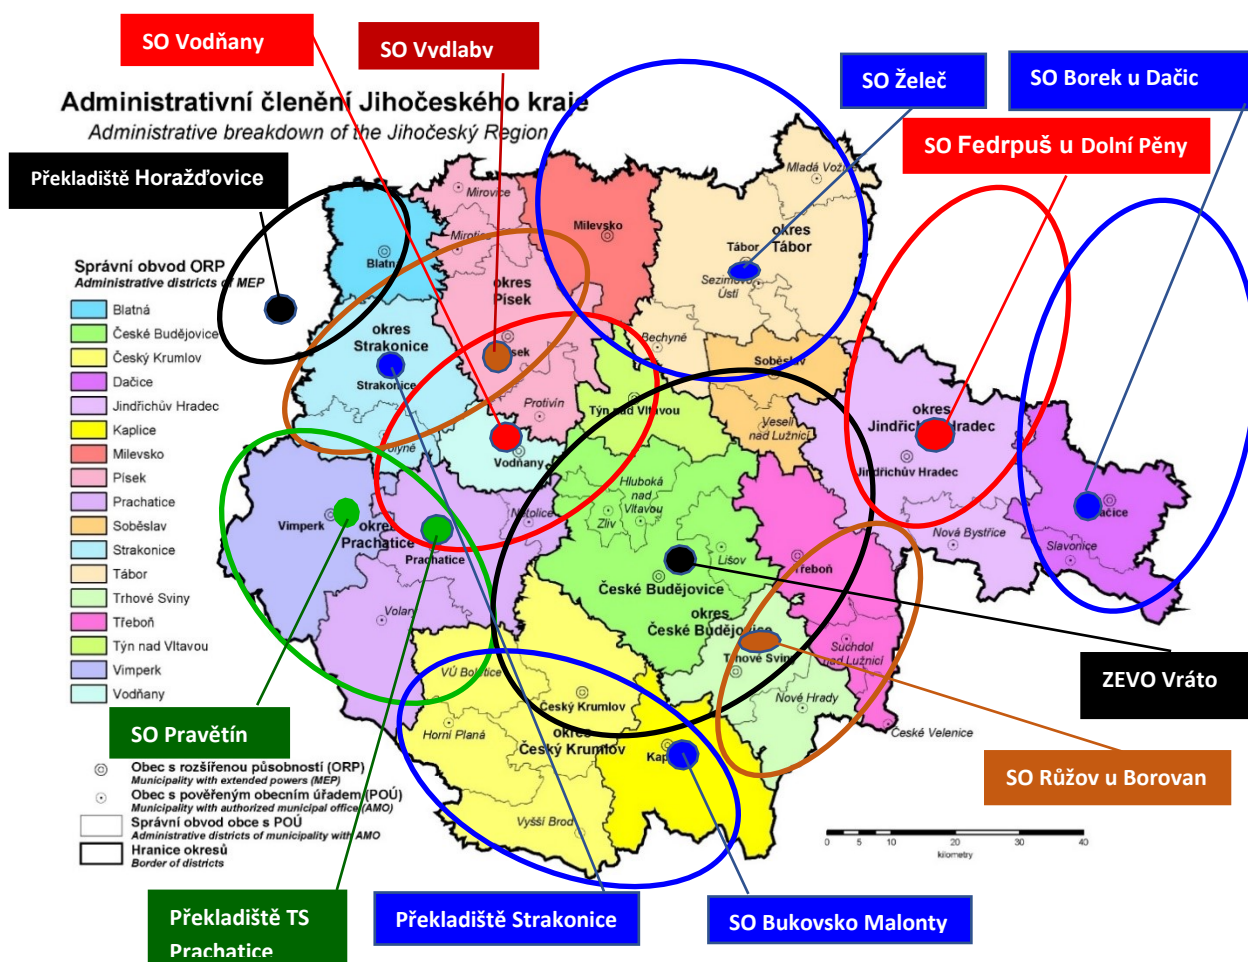 SO Vodňany
SO Vydlaby
SO Želeč
SO Borek u Dačic
Administrativní členění Jihočeského kraje
Administrative breakdown of the Jihočeský Region
SO Fedrpuš u Dolní Pěny
Překladiště Horažďovice
Mladá Vožice
Mirovice
Milevsko
okres
Tábor
Tábor
Mirotice
Blatná
Sezimovo
Ústí
Správní obvod ORP
Administrative districts of MEP
Blatná
České Budějovice
Český Krumlov
Dačice
Jindřichův Hradec
Kaplice
Milevsko
Písek
Prachatice
Soběslav
Strakonice
Tábor
Trhové Sviny
Třeboň
Týn nad Vltavou
Vimperk
Vodňany
okres
Písek
okres
Strakonice
Strakonice
Bechyně
Soběslav
Protivín
Týn nad Vltavou
Veselí
nad Lužnicí
okres
Jindřichův Hradec
Jindřichův Hradec
Vodňany
Hluboká
nad
Vltavou
Zliv
Netolice
Vimperk
okres
Prachatice
Prachatice
Lišov
Třeboň
Nová Bystřice
Dačice
Slavonice
České Budějovice
okres
České Budějovice
Volary
Trhové Sviny
Suchdol
nad Lužnicí
VÚ Boletice
Český Krumlov
Nové Hrady
České Velenice
Horní Planá
okres
Český Krumlov
Kaplice
Vyšší Brod
ZEVO Vráto
SO Pravětín
SO Růžov u Borovan
Obec s rozšířenou působností (ORP)
Municipality with extended powers (MEP)
Obec s pověřeným obecním úřadem (POÚ)
Municipality with authorized municipal office (AMO)
Správní obvod obce s POÚ
Administrative districts of municipality with AMO
Hranice okresů
Border of districts
0 5 10 20 30 40
kilometry
Překladiště TS
Prachatice
Překladiště Strakonice
SO Bukovsko Malonty